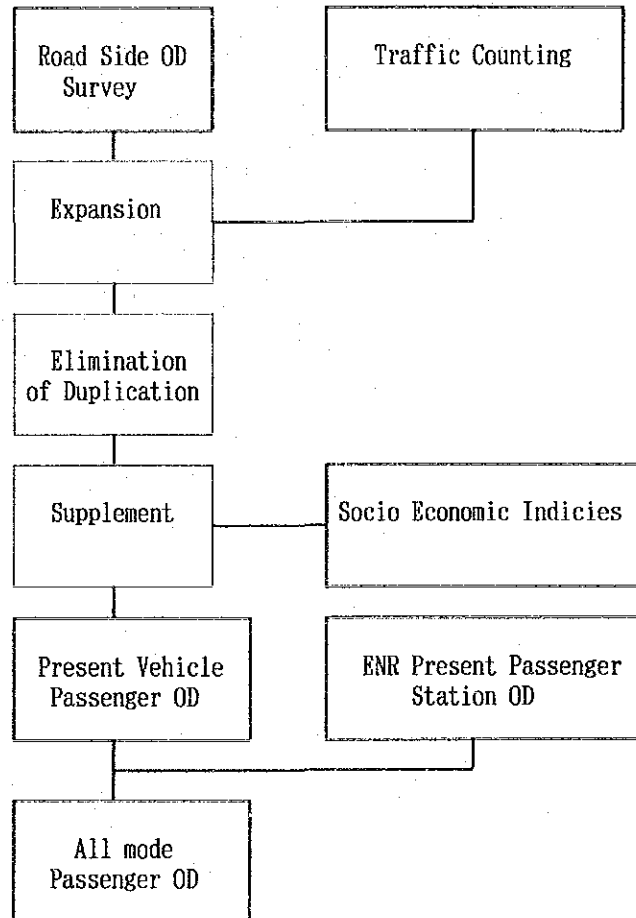 Road Side OD
Survey
Traffic Counting
Expansion
Elimination
of Duplication
Supplement
Socio Economic Indicies
Present Vehicle
Passenger OD
ENR Present Passenger
Station OD
All mode
Passenger OD